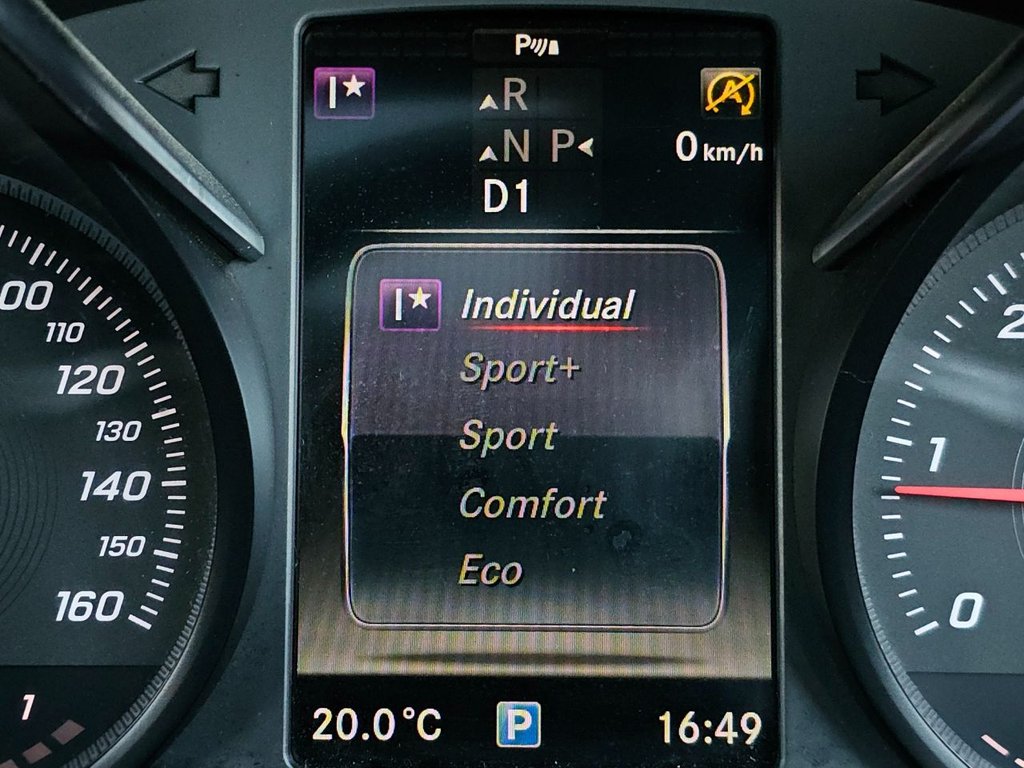 P
I
R
N P
0 km/h
D1
I Individual
Sport+
Sport
Comfort
Eco
20.0°C P 16:49
00
110
120
130
140
150
160
1
2
1
0
A